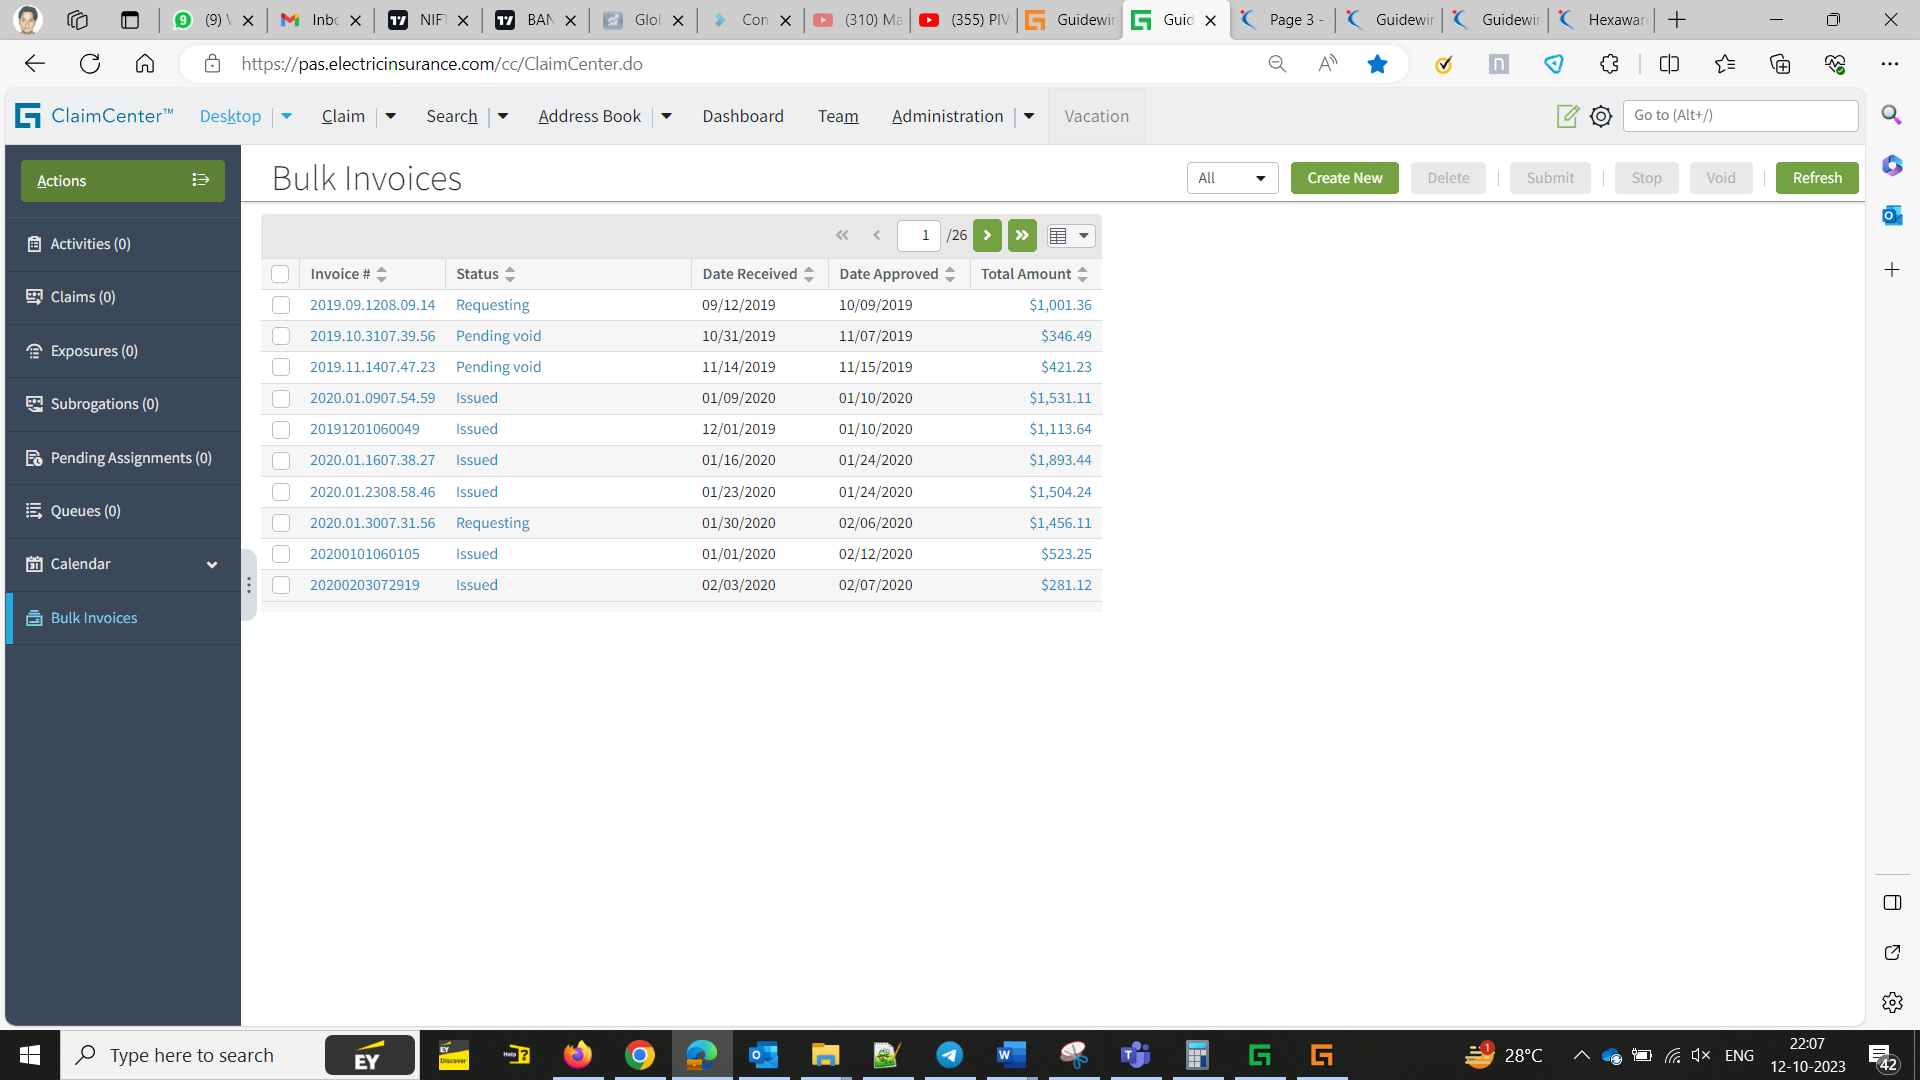 (9) W
Inbo
NIFT
BAN
Glob
Con
(310) Ma
(355) PIV
Guidewir
Guid
Page 3 -
Guidewir
Guidewir
Hexawar
https://pas.electricinsurance.com/cc/ClaimCenter.do
ClaimCenter™ Desktop Claim Search Address Book Dashboard Team Administration Vacation Go to (Alt+/)
Actions
Activities (0)
Claims (0)
Exposures (0)
Subrogations (0)
Pending Assignments (0)
Queues (0)
Calendar
Bulk Invoices
Bulk Invoices All Create New Delete Submit Stop Void Refresh
1 /26
Invoice # Status Date Received Date Approved Total Amount
2019.09.1208.09.14 Requesting 09/12/2019 10/09/2019 $1,001.36
2019.10.3107.39.56 Pending void 10/31/2019 11/07/2019 $346.49
2019.11.1407.47.23 Pending void 11/14/2019 11/15/2019 $421.23
2020.01.0907.54.59 Issued 01/09/2020 01/10/2020 $1,531.11
20191201060049 Issued 12/01/2019 01/10/2020 $1,113.64
2020.01.1607.38.27 Issued 01/16/2020 01/24/2020 $1,893.44
2020.01.2308.58.46 Issued 01/23/2020 01/24/2020 $1,504.24
2020.01.3007.31.56 Requesting 01/30/2020 02/06/2020 $1,456.11
20200101060105 Issued 01/01/2020 02/12/2020 $523.25
20200203072919 Issued 02/03/2020 02/07/2020 $281.12
Type here to search
EY
EY Discover
Help ?
1 28°C
ENG
22:07
12-10-2023
42